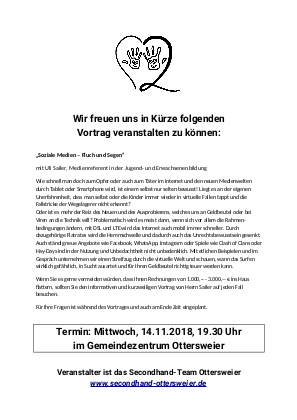 Wir freuen uns in Kürze folgenden
Vortrag veranstalten zu können:
„Soziale Medien – Fluch und Segen“
mit Uli Sailer, Medienreferent in der Jugend- und Erwachsenenbildung
Wie schnell man doch zum Opfer oder auch zum Täter im Internet und den neuen Medienwelten
durch Tablet oder Smartphone wird, ist einem selbst nur selten bewusst! Liegt es an der eigenen
Unerfahrenheit, dass man selbst oder die Kinder immer wieder in virtuelle Fallen tappt und die
Fallstricke der Wegelagerer nicht erkennt?
Oder ist es mehr der Reiz des Neuen und des Ausprobierens, welches uns an Geldbeutel oder bei
Viren und die Technik will? Problematisch wird es meist dann, wenn sich vor allem die Rahmen-
bedingungen ändern, mit DSL und LTE wird das Internet auch mobil immer schneller. Durch
dazugehörige Flatrates wird die Hemmschwelle und dadurch auch das Unrechtsbewusstsein gesenkt.
Auch ständig neue Angebote wie Facebook, WhatsApp, Instagram oder Spiele wie Clash of Clans oder
Hay-Day sind in der Nutzung und Unbedachtheit nicht unbedenklich. Mit etlichen Beispielen und im
Gespräch unternehmen wir einen Streifzug durch die virtuelle Welt und schauen, wann das Surfen
wirklich gefährlich, in Sucht ausartet und für Ihren Geldbeutel richtig teuer werden kann.
Wenn Sie es gerne vermeiden würden, dass Ihnen Rechnungen von 1.000,-- - 3.000,-- € ins Haus
flattern, sollten Sie den informativen und kurzweiligen Vortrag von Herrn Sailer auf jeden Fall
besuchen.
Für Ihre Fragen ist während des Vortrages und auch am Ende Zeit eingeplant.
Termin: Mittwoch, 14.11.2018, 19.30 Uhr
im Gemeindezentrum Ottersweier
Veranstalter ist das Secondhand-Team Ottersweier
www.secondhand-ottersweier.de